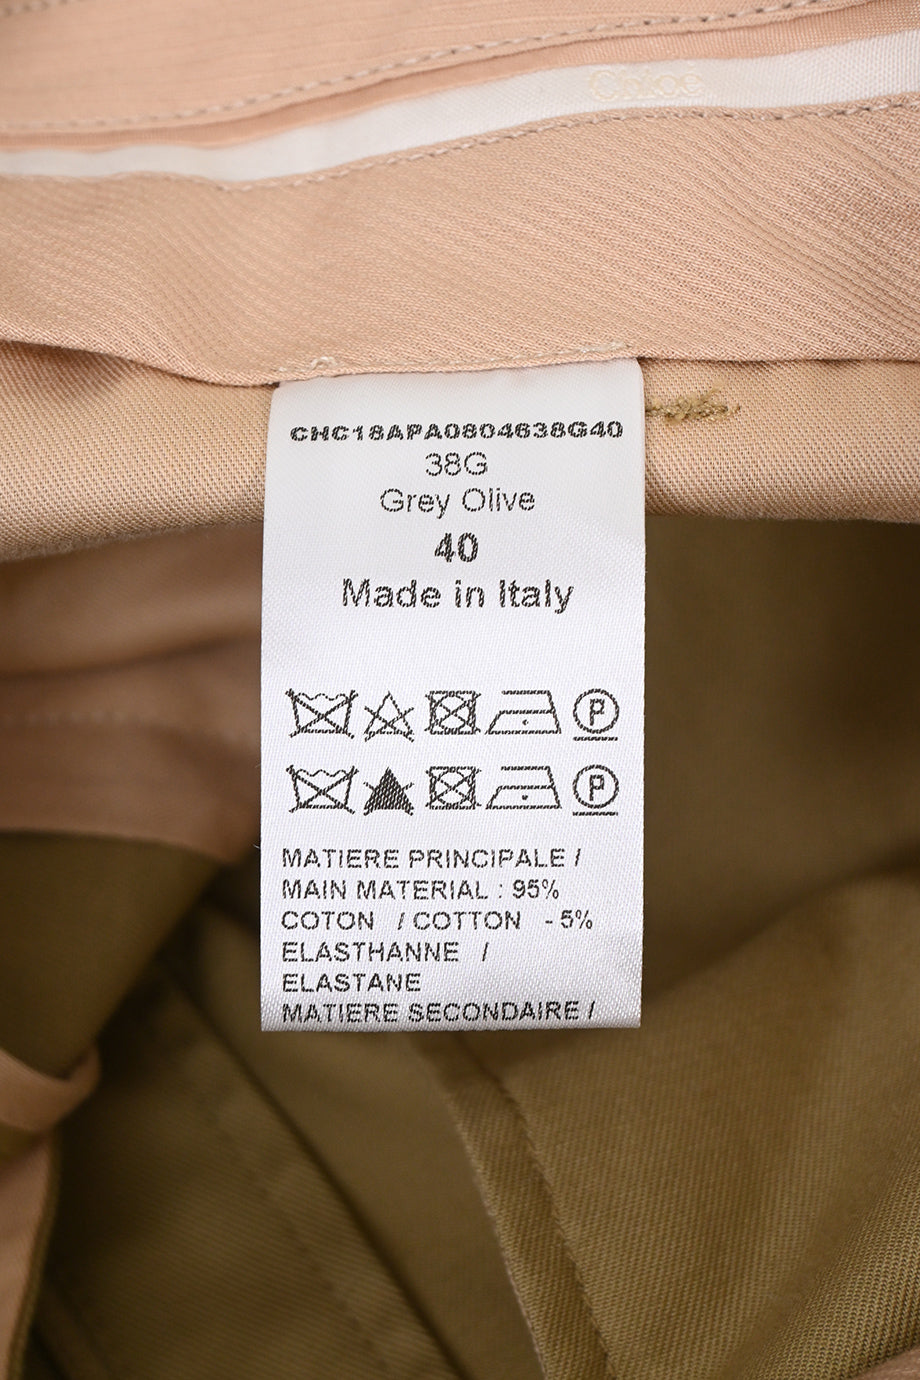 Chloé
CHC18APA0804638G40
38G
Grey Olive
40
Made in Italy
P
P
MATIERE PRINCIPALE /
MAIN MATERIAL : 95%
COTON / COTTON - 5%
ELASTHANNE /
ELASTANE
MATIERE SECONDAIRE /